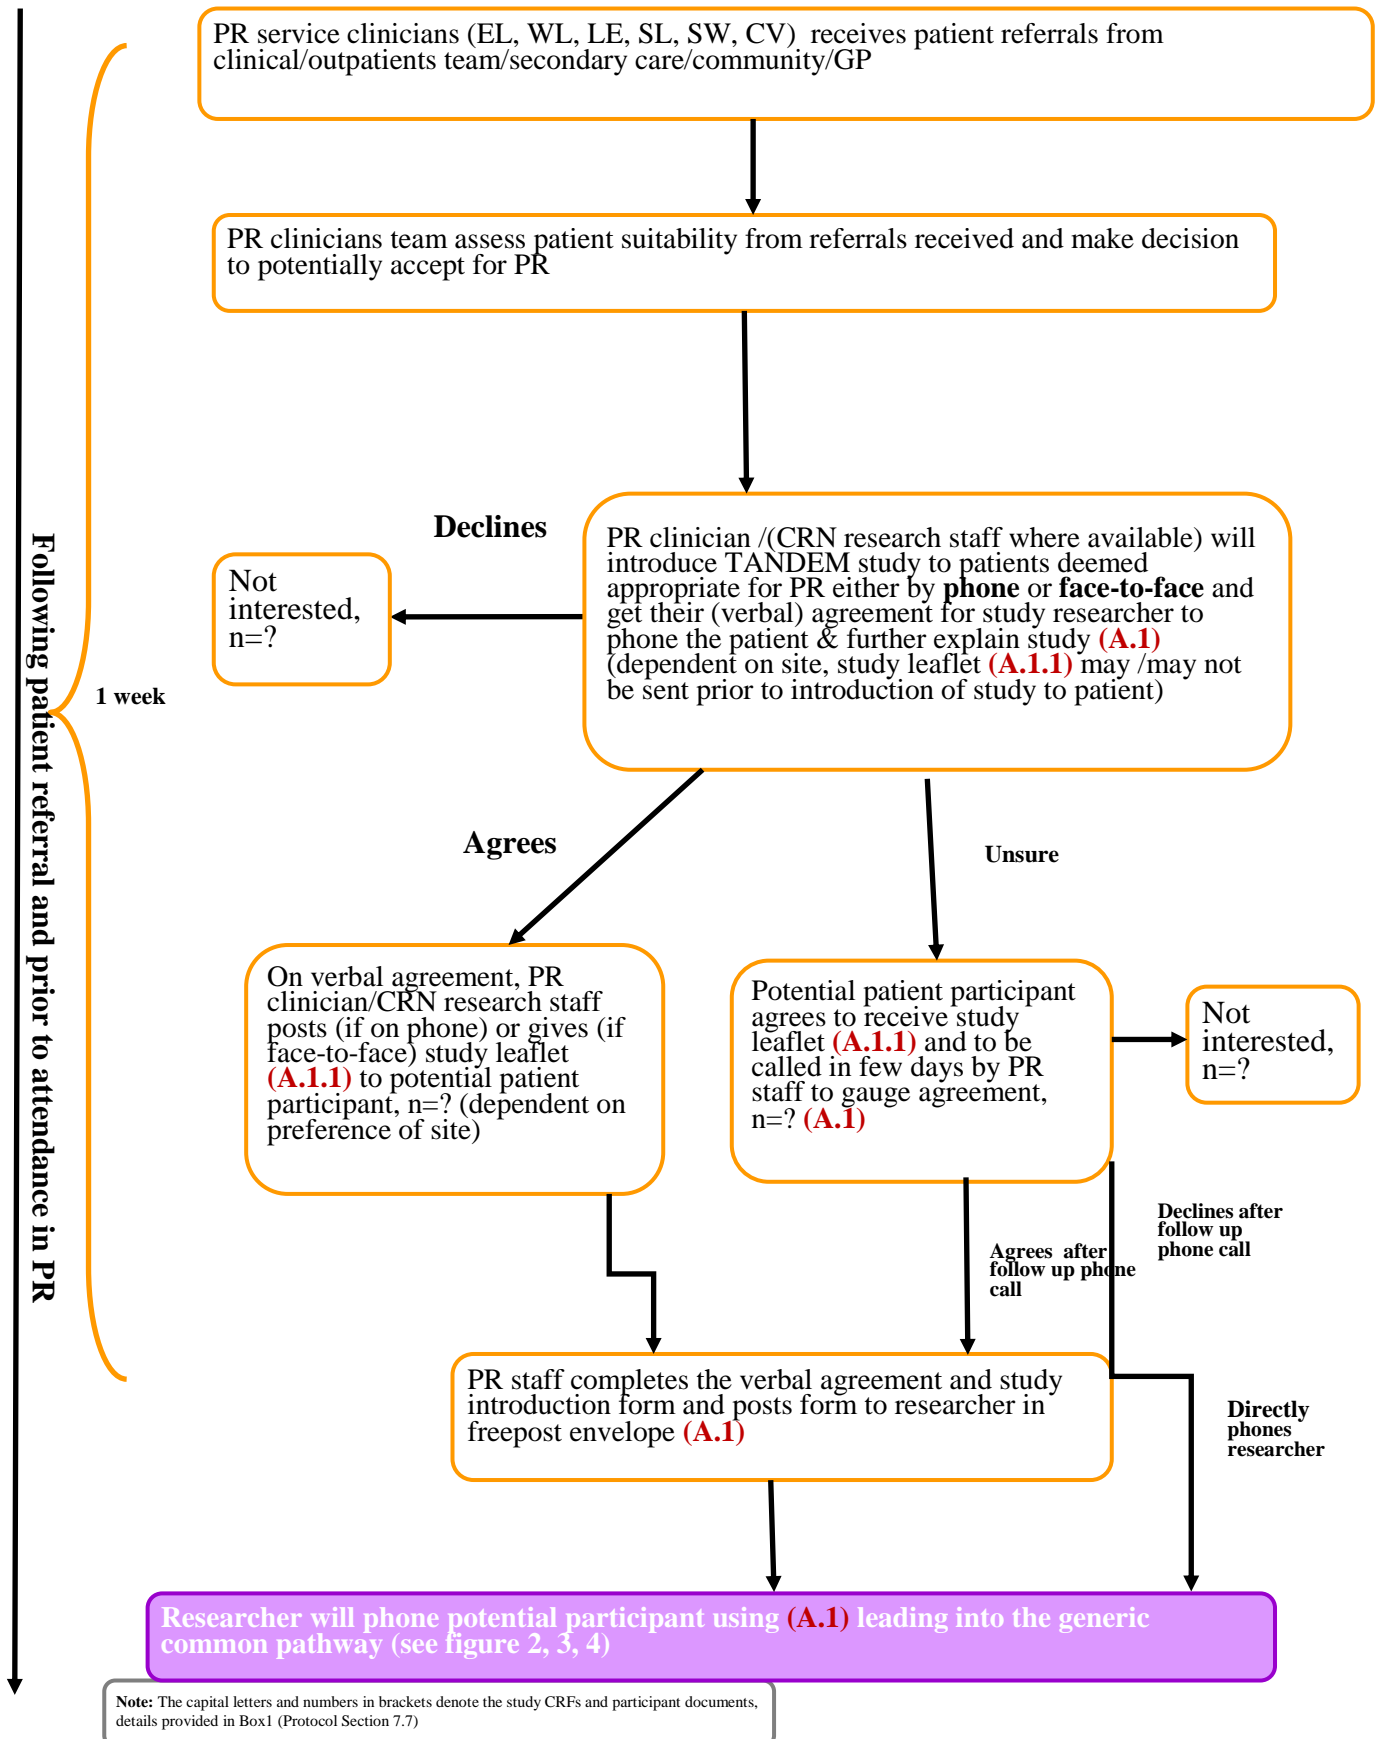 PR service clinicians (EL, WL, LE, SL, SW, CV) receives patient referrals from
clinical/outpatients team/secondary care/community/GP
PR clinicians team assess patient suitability from referrals received and make decision
to potentially accept for PR
Declines
PR clinician /(CRN research staff where available) will
introduce TANDEM study to patients deemed
appropriate for PR either by phone or face-to-face and
get their (verbal) agreement for study researcher to
phone the patient & further explain study (A.1)
(dependent on site, study leaflet (A.1.1) may /may not
be sent prior to introduction of study to patient)
Not
interested,
n=?
Following patient referral and prior to attendance in PR
1 week
Agrees
Unsure
On verbal agreement, PR
clinician/CRN research staff
posts (if on phone) or gives (if
face-to-face) study leaflet
(A.1.1) to potential patient
participant, n=? (dependent on
preference of site)
Potential patient participant
agrees to receive study
leaflet (A.1.1) and to be
called in few days by PR
staff to gauge agreement,
n=? (A.1)
Not
interested,
n=?
Declines after
follow up
phone call
Agrees after
follow up phone
call
PR staff completes the verbal agreement and study
introduction form and posts form to researcher in
freepost envelope (A.1)
Directly
phones
researcher
Researcher will phone potential participant using (A.1) leading into the generic
common pathway (see figure 2, 3, 4)
Note: The capital letters and numbers in brackets denote the study CRFs and participant documents,
details provided in Box1 (Protocol Section 7.7)